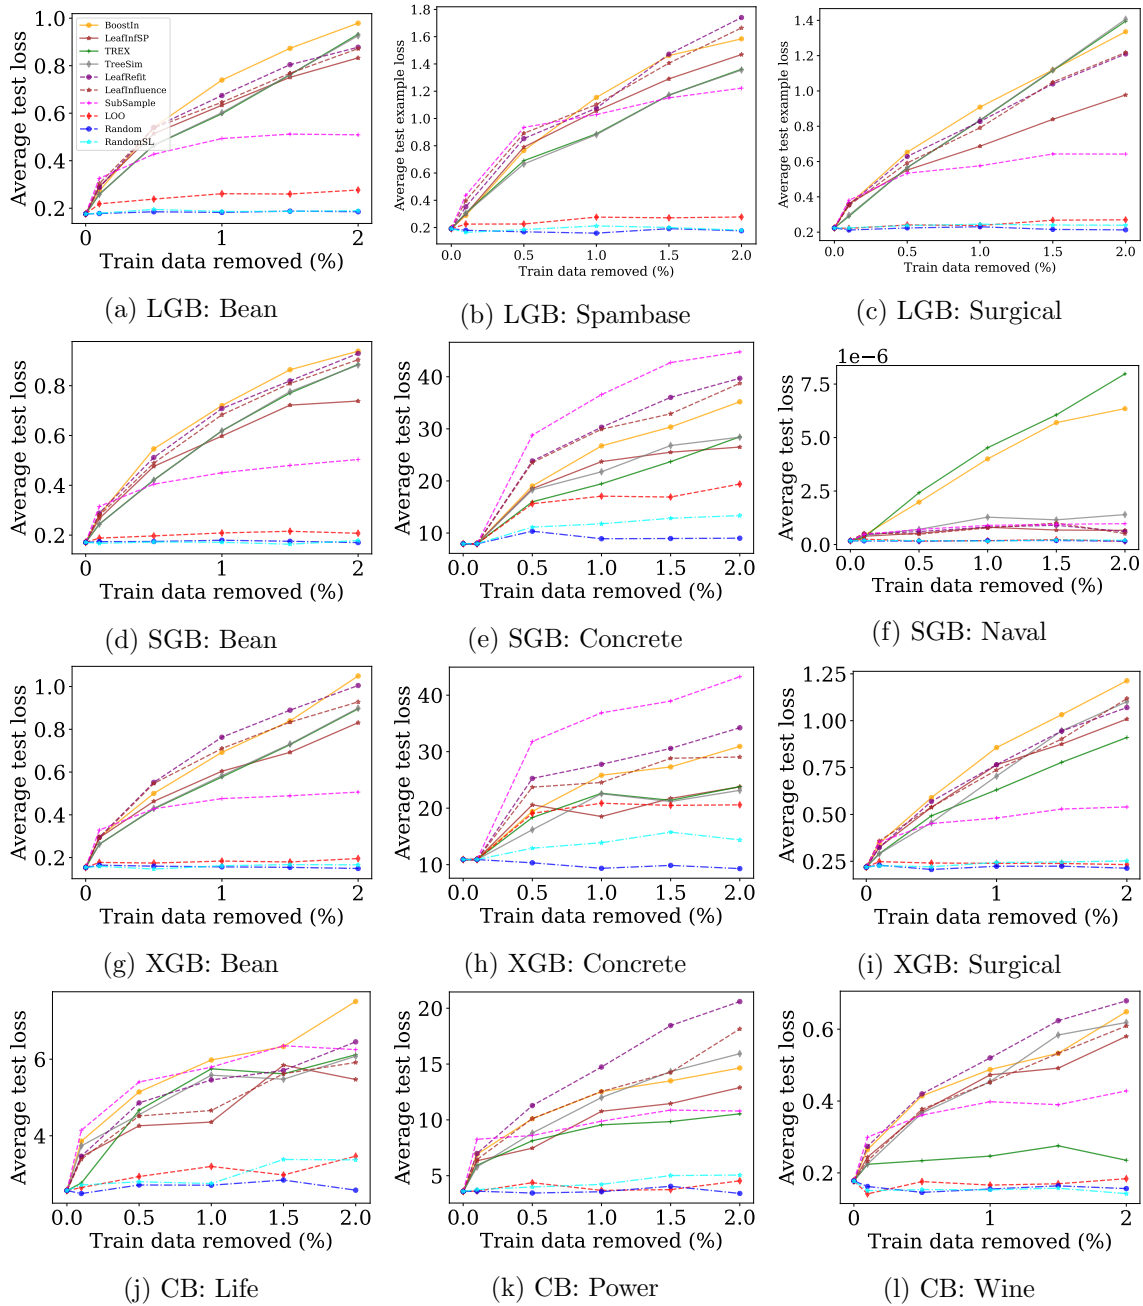 Average test loss
1.0
0.8
0.6
0.4
0.2
0
1
2
Train data removed (%)
BoostIn
LeafInfSP
TREX
TreeSim
LeafRefit
LeafInfluence
SubSample
LOO
Random
RandomSL
(a) LGB: Bean
Average test example loss
1.8
1.6
1.4
1.2
1.0
0.8
0.6
0.4
0.2
0.0
0.5
1.0
1.5
2.0
Train data removed (%)
(b) LGB: Spambase
Average test example loss
1.4
1.2
1.0
0.8
0.6
0.4
0.2
0.0
0.5
1.0
1.5
2.0
Train data removed (%)
(c) LGB: Surgical
Average test loss
0.8
0.6
0.4
0.2
0
1
2
Train data removed (%)
(d) SGB: Bean
Average test loss
40
30
20
10
0.0
0.5
1.0
1.5
2.0
Train data removed (%)
(e) SGB: Concrete
Average test loss
1e−6
7.5
5.0
2.5
0.0
0.0
0.5
1.0
1.5
2.0
Train data removed (%)
(f) SGB: Naval
Average test loss
1.0
0.8
0.6
0.4
0.2
0
1
2
Train data removed (%)
(g) XGB: Bean
Average test loss
40
30
20
10
0.0
0.5
1.0
1.5
2.0
Train data removed (%)
(h) XGB: Concrete
Average test loss
1.25
1.00
0.75
0.50
0.25
0
1
2
Train data removed (%)
(i) XGB: Surgical
Average test loss
6
4
0.0
0.5
1.0
1.5
2.0
Train data removed (%)
(j) CB: Life
Average test loss
20
15
10
5
0.0
0.5
1.0
1.5
2.0
Train data removed (%)
(k) CB: Power
Average test loss
0.6
0.4
0.2
0
1
2
Train data removed (%)
(l) CB: Wine